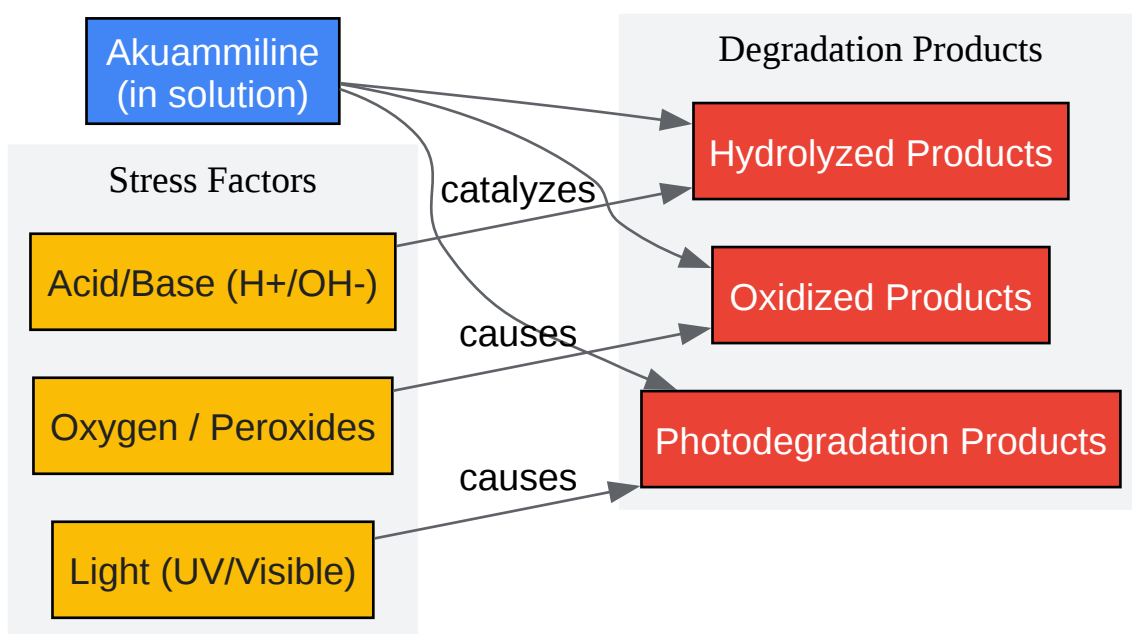 Akuammiline
(in solution)
Degradation Products
Hydrolyzed Products
Stress Factors
catalyzes
Acid/Base (H+/OH-)
Oxidized Products
causes
Oxygen / Peroxides
Photodegradation Products
causes
Light (UV/Visible)